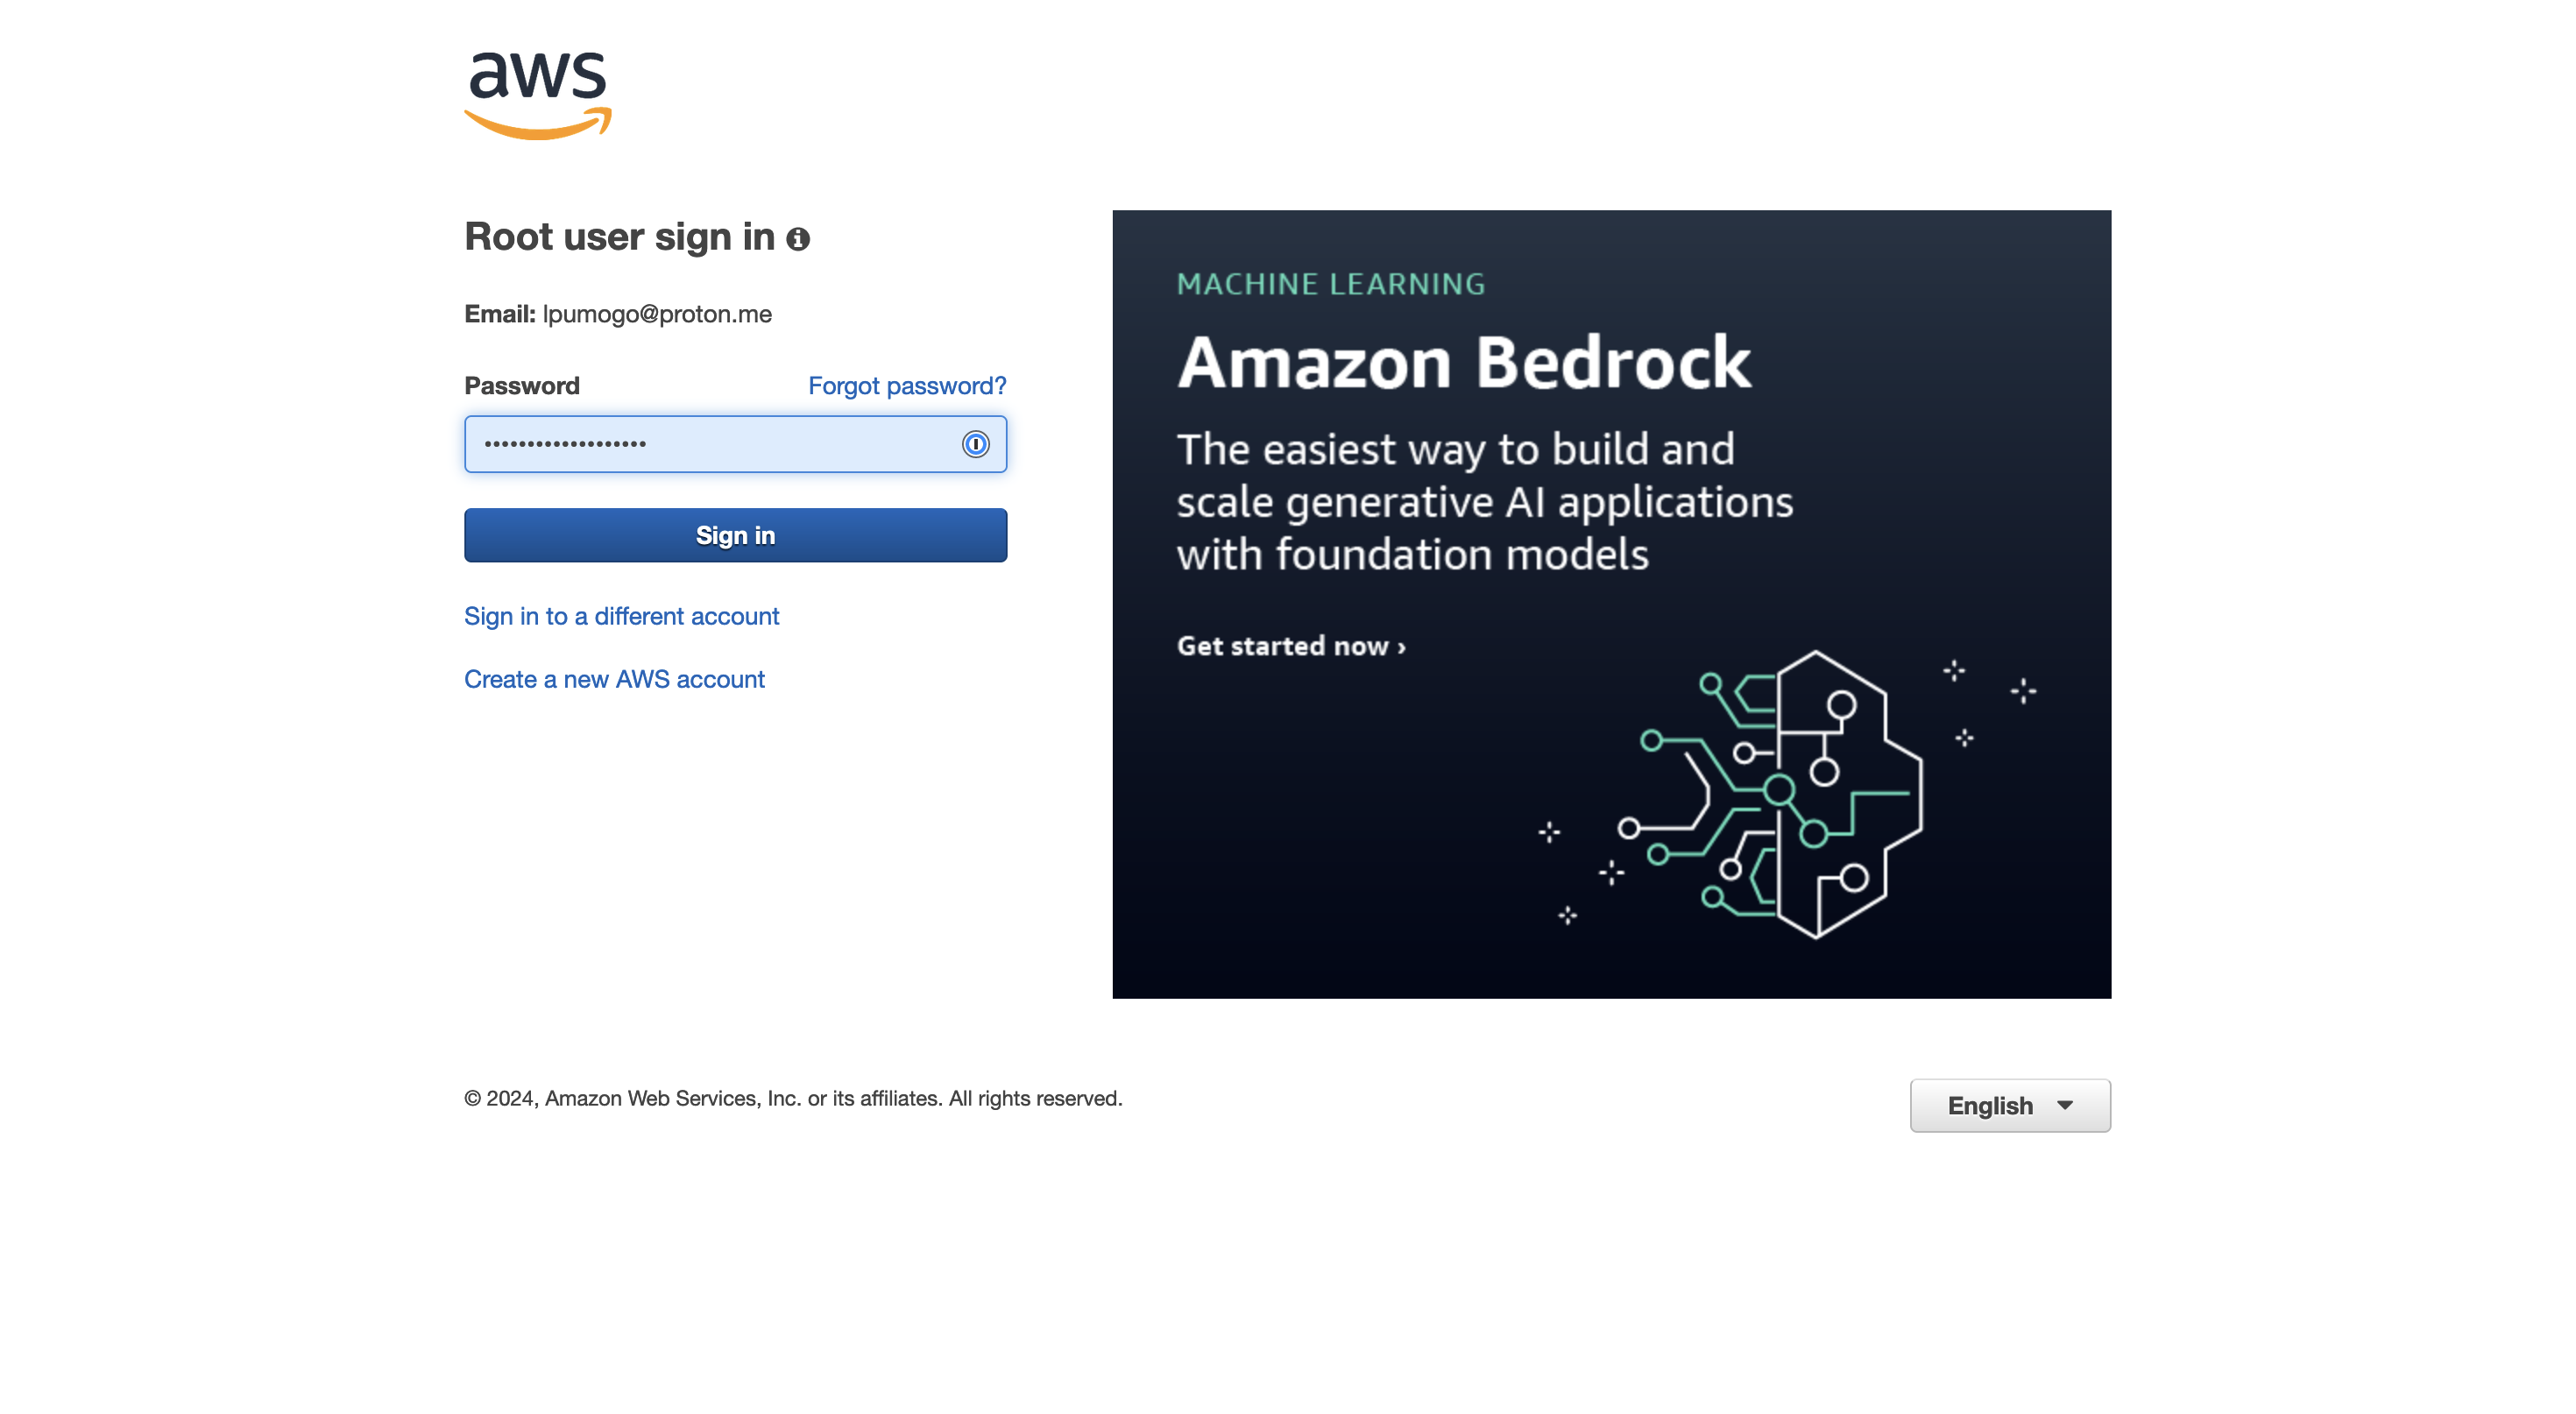 aws
Root user sign in
Email: lpumogo@proton.me
Password
Forgot password?
Sign in
Sign in to a different account
Create a new AWS account
MACHINE LEARNING
Amazon Bedrock
The easiest way to build and
scale generative AI applications
with foundation models
Get started now ›
© 2024, Amazon Web Services, Inc. or its affiliates. All rights reserved.
English